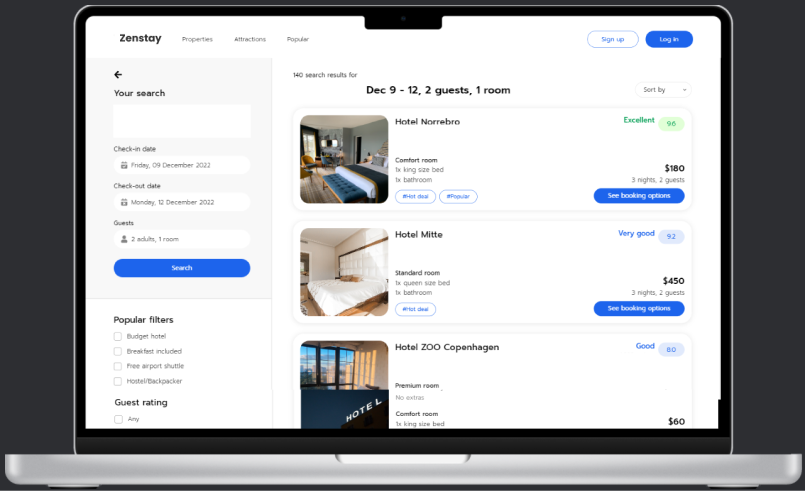 Zenstay Properties Attractions Popular Sign up Log in
Your search
Check-in date
Friday, 09 December 2022
Check-out date
Monday, 12 December 2022
Guests
2 adults, 1 room
Search
Popular filters
Budget hotel
Breakfast included
Free airport shuttle
Hostel/Backpacker
Guest rating
Any
140 search results for
Dec 9 - 12, 2 guests, 1 room
Sort by
Hotel Norrebro
Excellent 9.6
Comfort room
1x king size bed
1x bathroom
#Hot deal #Popular
$180
3 nights, 2 guests
See booking options
Hotel Mitte
Very good 9.2
Standard room
1x queen size bed
1x bathroom
#Hot deal
$450
3 nights, 2 guests
See booking options
Hotel ZOO Copenhagen
Good 8.0
Premium room
No extras
Comfort room
1x king size bed
$60
HOTEL